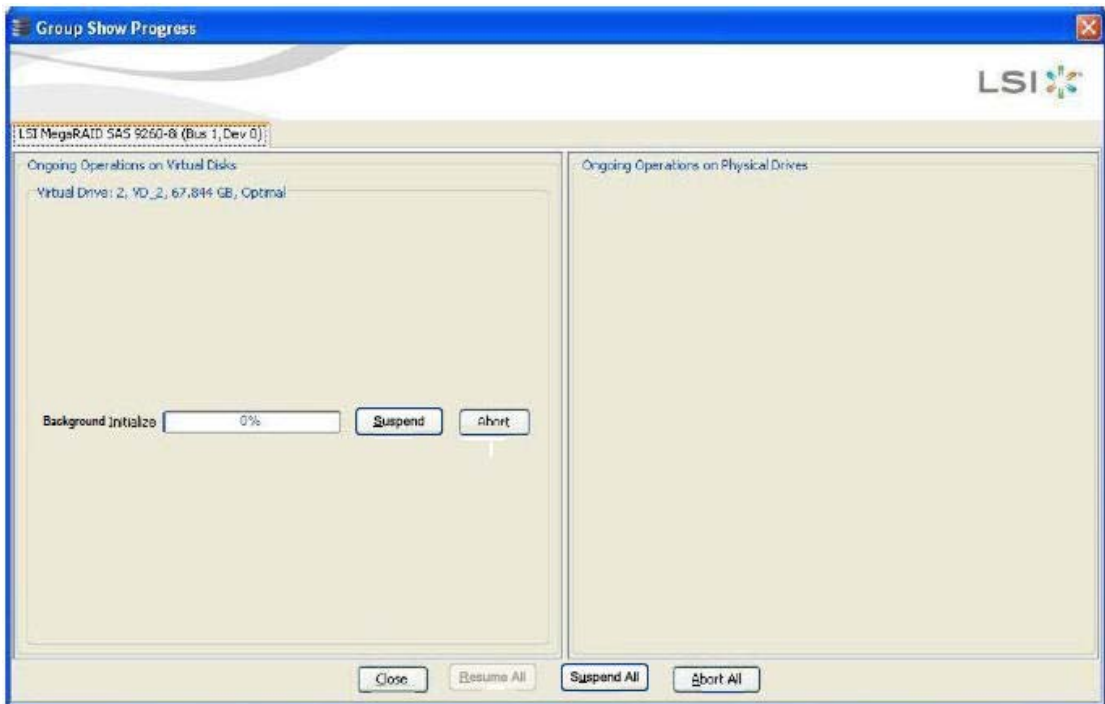 Group Show Progress
LSI
LSI MegaRAID SAS 9260-8i (Bus 1,Dev 0)
Ongoing Operations on Virtual Disks
Ongoing Operations on Physical Drives
Virtual Drive: 2, VD_2, 67.844 GB, Optimal
Background Initialize 0% Suspend Abort
Close Resume All Suspend All Abort All